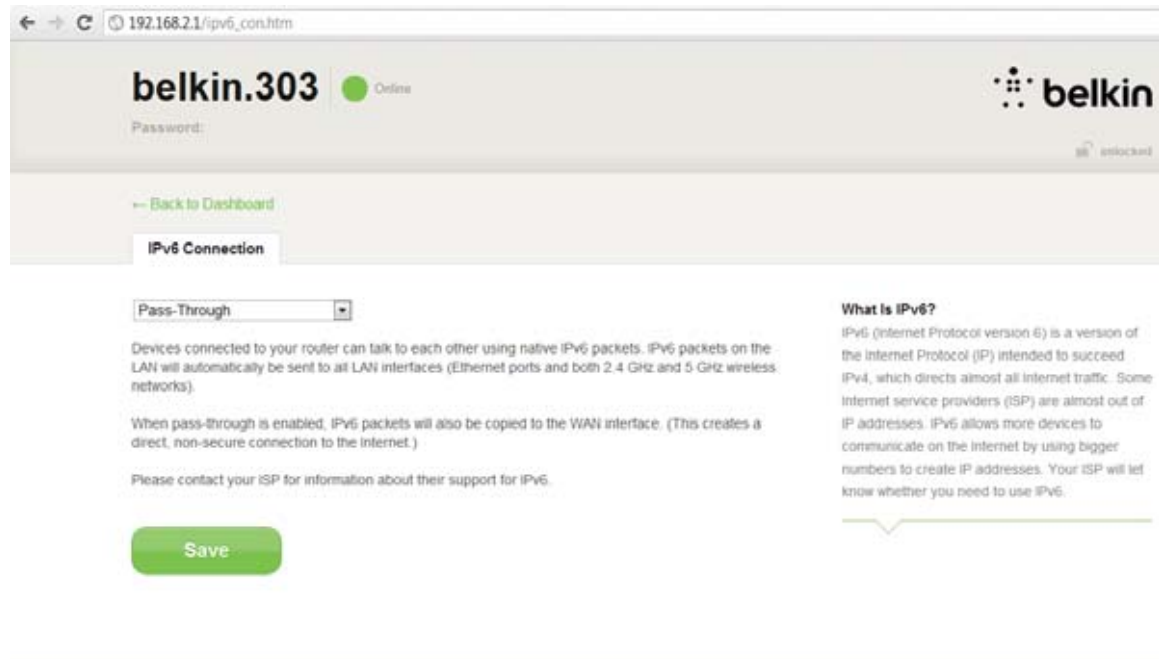 192.168.2.1/ipv6_con.htm
belkin.303 Online
belkin
Password:
unlocked
← Back to Dashboard
IPv6 Connection
Pass-Through
Devices connected to your router can talk to each other using native IPv6 packets. IPv6 packets on the
LAN will automatically be sent to all LAN interfaces (Ethernet ports and both 2.4 GHz and 5 GHz wireless
networks).
When pass-through is enabled, IPv6 packets will also be copied to the WAN interface. (This creates a
direct, non-secure connection to the Internet.)
Please contact your ISP for information about their support for IPv6.
Save
What Is IPv6?
IPv6 (Internet Protocol version 6) is a version of
the Internet Protocol (IP) intended to succeed
IPv4, which directs almost all Internet traffic. Some
Internet service providers (ISP) are almost out of
IP addresses. IPv6 allows more devices to
communicate on the Internet by using bigger
numbers to create IP addresses. Your ISP will let
know whether you need to use IPv6.